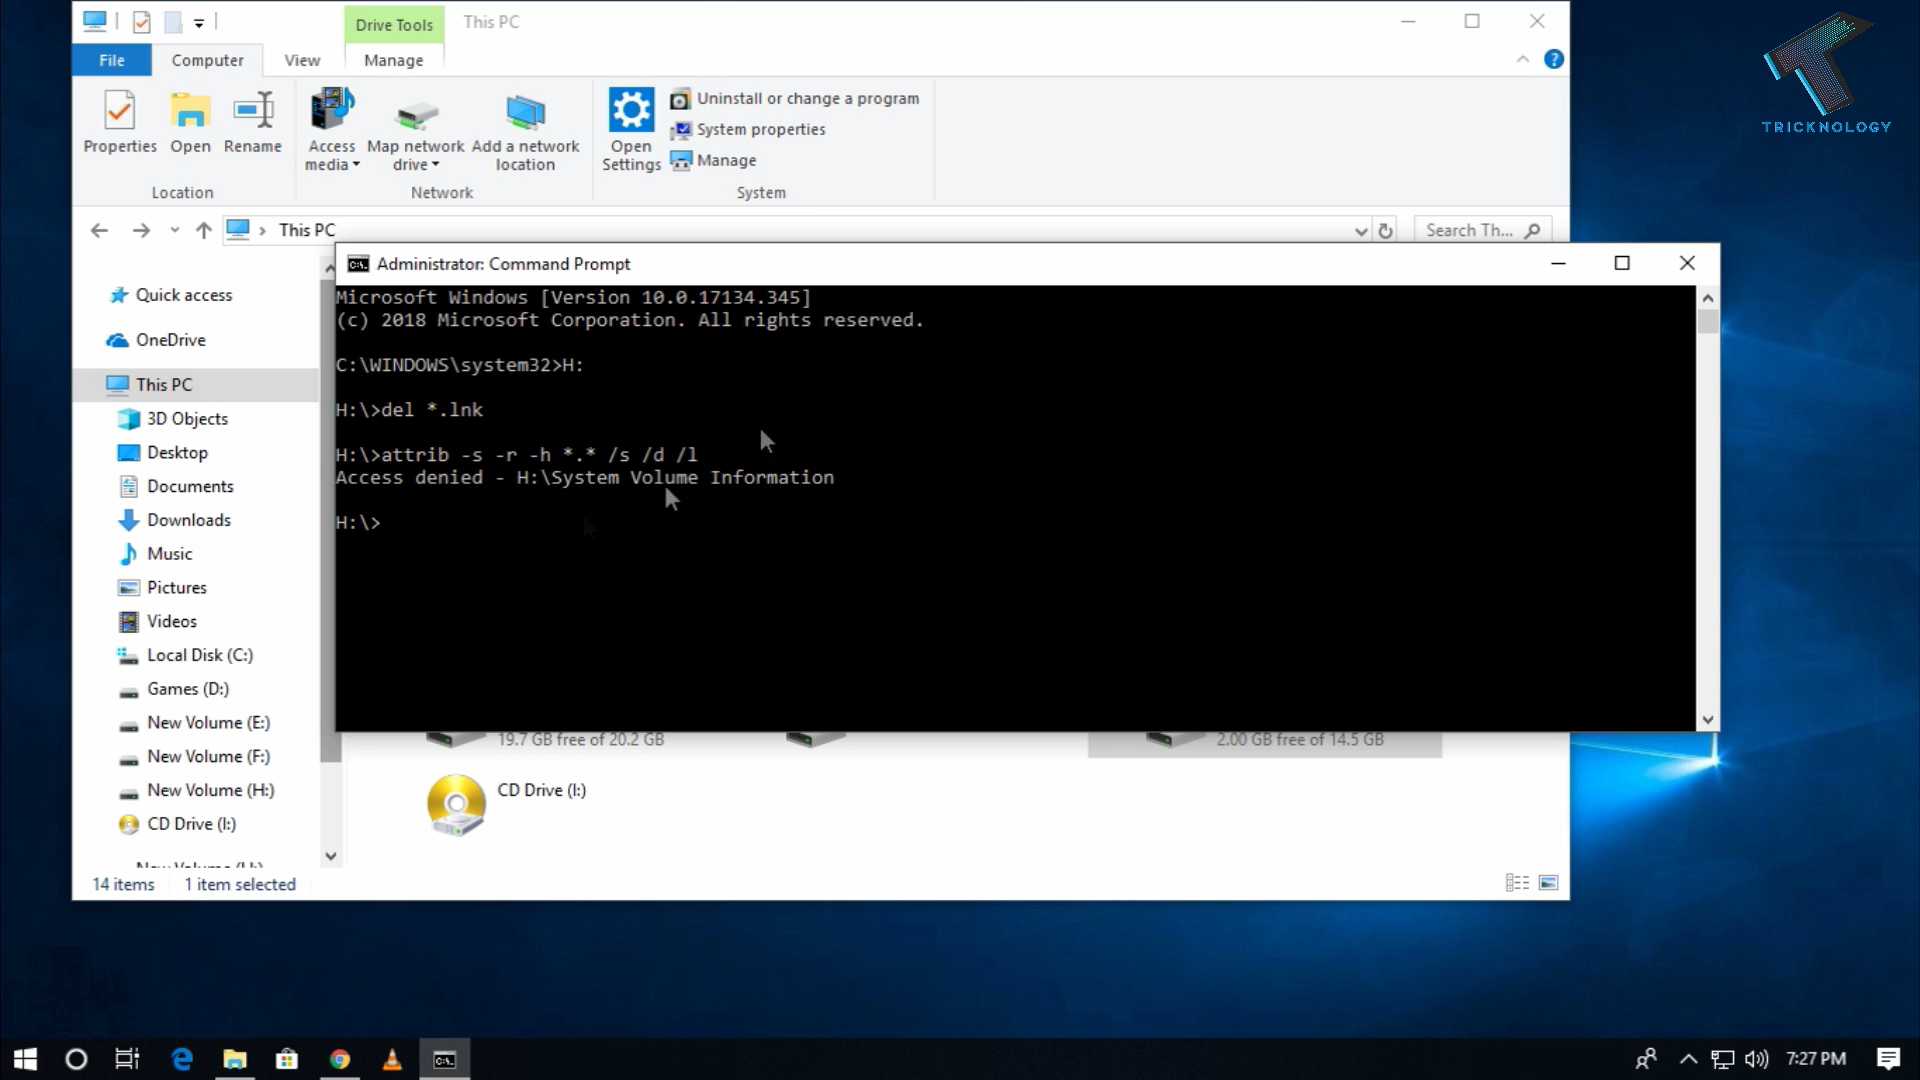 Drive Tools
This PC
File
Computer
View
Manage
Properties
Open
Rename
Access
media
Map network
drive
Add a network
location
Open
Settings
Uninstall or change a program
System properties
Manage
Location
Network
System
This PC
Search Th...
Quick access
OneDrive
This PC
3D Objects
Desktop
Documents
Downloads
Music
Pictures
Videos
Local Disk (C:)
Games (D:)
New Volume (E:)
New Volume (F:)
New Volume (H:)
CD Drive (I:)
New Volume (H:)
14 items
1 item selected
Administrator: Command Prompt
Microsoft Windows [Version 10.0.17134.345]
(c) 2018 Microsoft Corporation. All rights reserved.
C:\WINDOWS\system32>H:
H:\>del *.lnk
H:\>attrib -s -r -h *.* /s /d /l
Access denied - H:\System Volume Information
H:\>
19.7 GB free of 20.2 GB
2.00 GB free of 14.5 GB
CD Drive (I:)
TRICKNOLOGY
7:27 PM